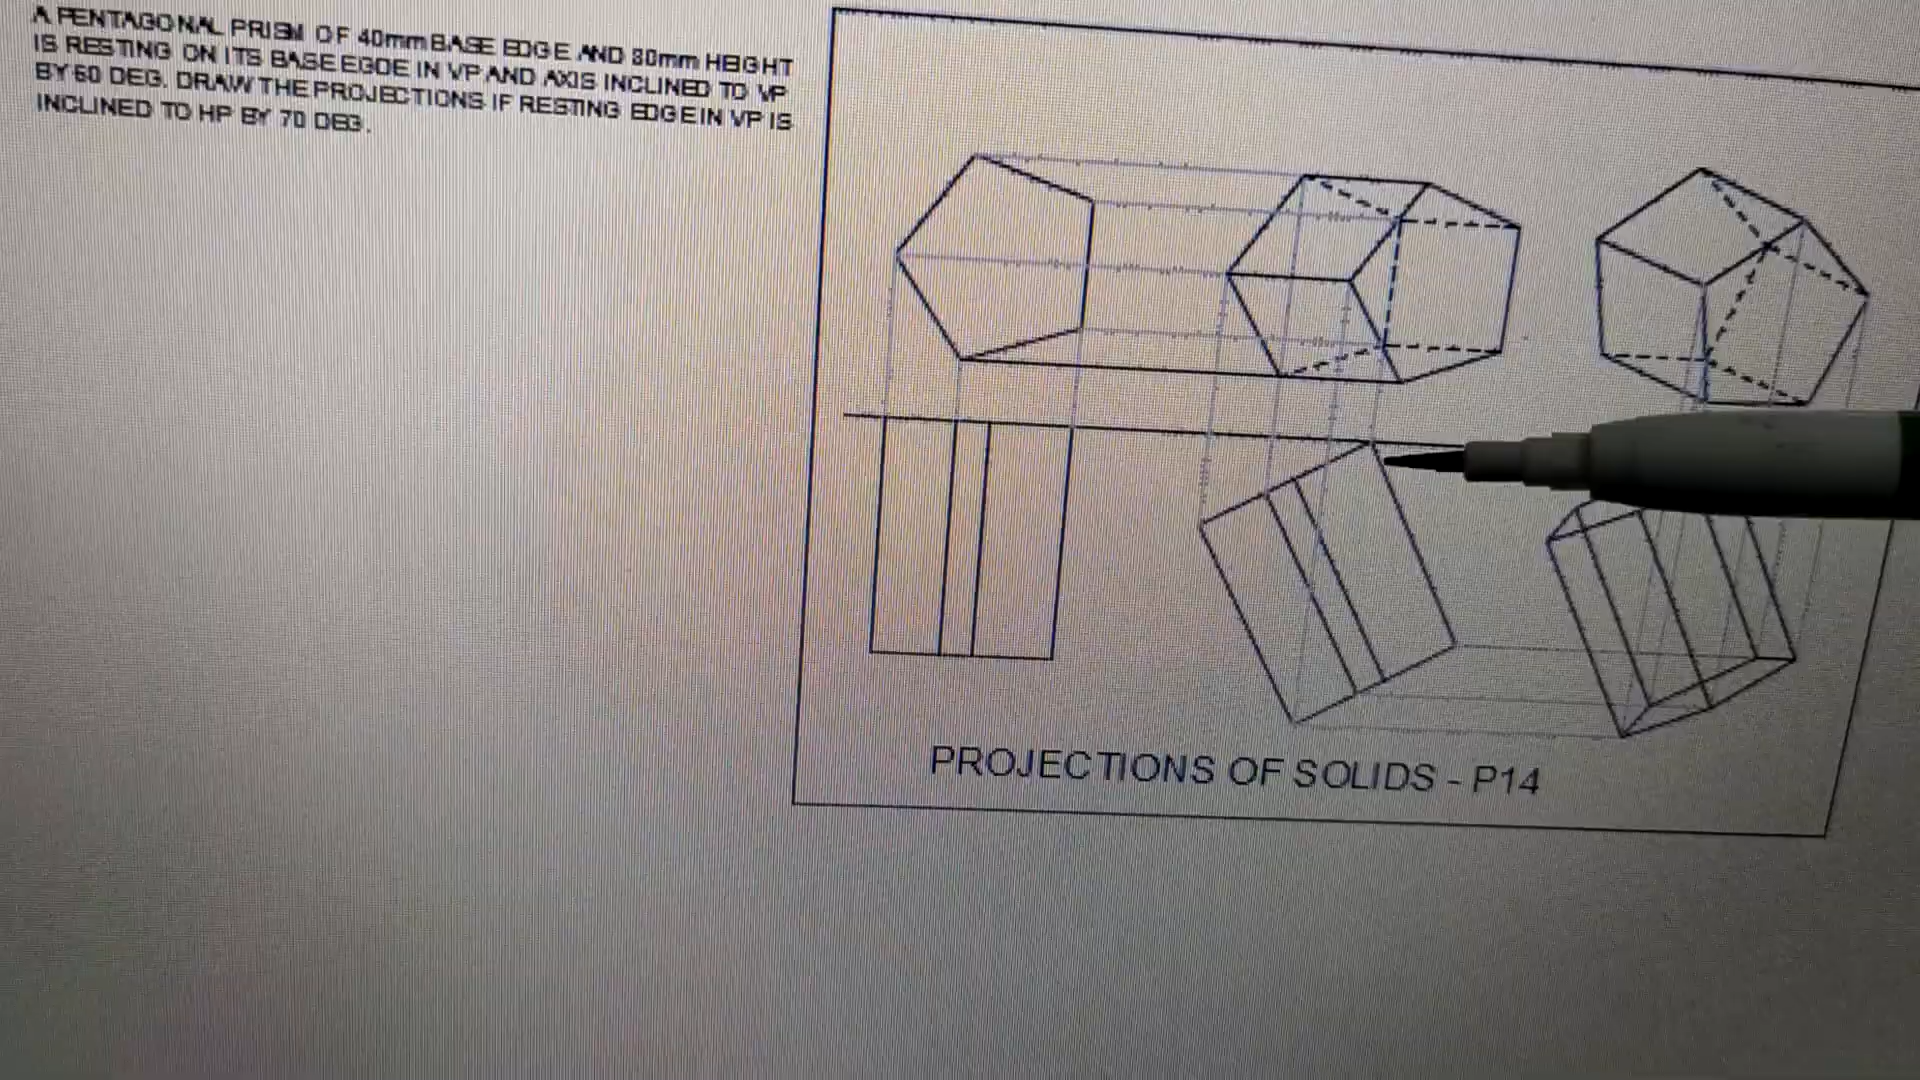 A PENTAGONAL PRISM OF 40mm BASE EDGE AND 80mm HEIGHT
IS RESTING ON ITS BASE EGDE IN VP AND AXIS INCLINED TO VP
BY 60 DEG. DRAW THE PROJECTIONS IF RESTING EDGE IN VP IS
INCLINED TO HP BY 70 DEG.
PROJECTIONS OF SOLIDS - P14